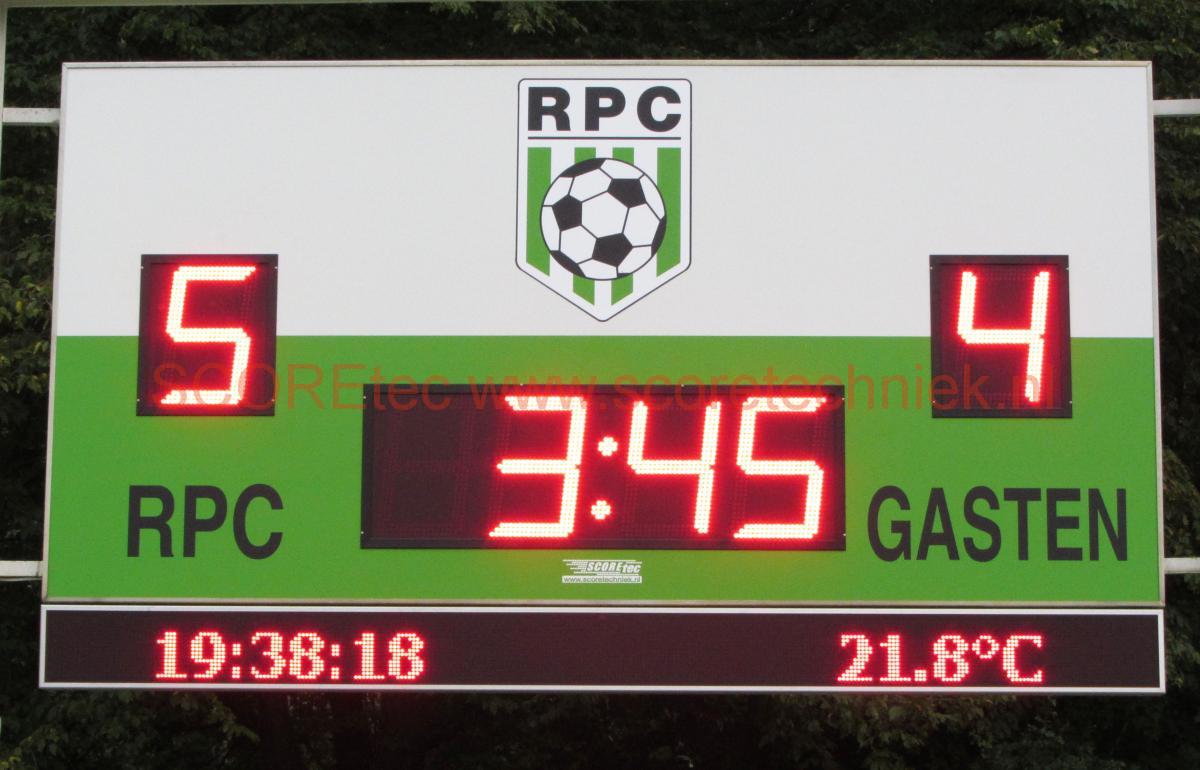 RPC
5 4
SCOREtec www.scoretechniek.nl
3:45
RPC GASTEN
SCOREtec
www.scoretechniek.nl
19:38:18 21.8°C